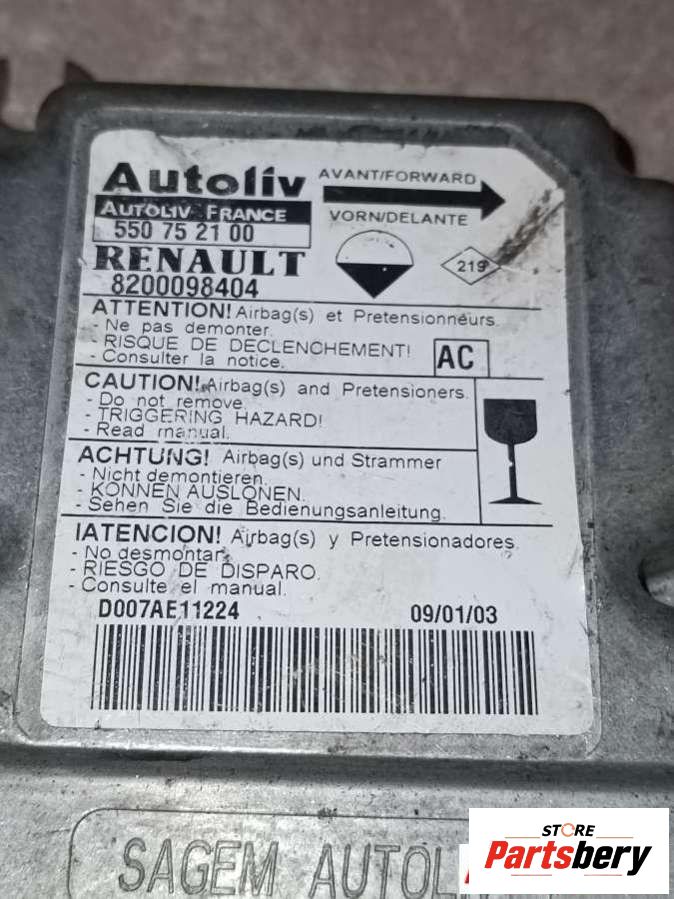 Autoliv
AUTOLIV FRANCE
550 75 21 00
RENAULT
8200098404
AVANT/FORWARD
VORN/DELANTE
219
ATTENTION! Airbag(s) et Pretensionneurs.
- Ne pas demonter.
- RISQUE DE DECLENCHEMENT!
- Consulter la notice.
AC
CAUTION! Airbag(s) and Pretensioners.
- Do not remove.
- TRIGGERING HAZARD!
- Read manual.
ACHTUNG! Airbag(s) und Strammer
- Nicht demontieren.
- KONNEN AUSLONEN.
- Sehen Sie die Bedienungsanleitung.
IATENCION! Airbag(s) y Pretensionadores.
- No desmontar.
- RIESGO DE DISPARO.
- Consulte el manual.
D007AE11224 09/01/03
SAGEM AUTOLI
STORE
Partsbery